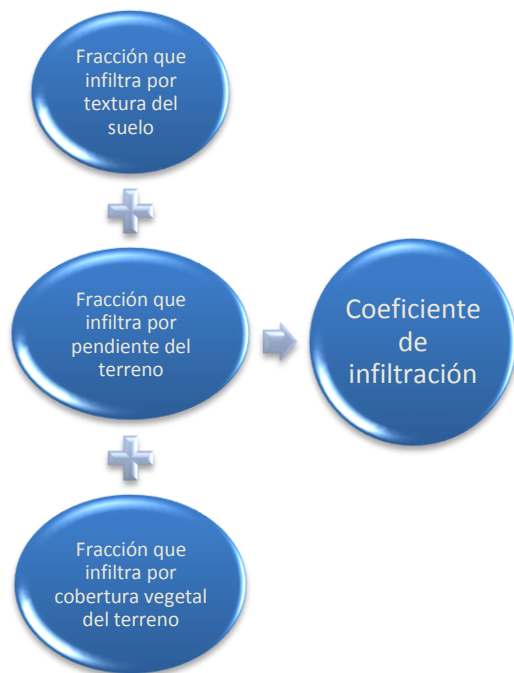 Fracción que
infiltra por
textura del
suelo
Fracción que
infiltra por
pendiente del
terreno
Coeficiente
de
infiltración
Fracción que
infiltra por
cobertura vegetal
del terreno